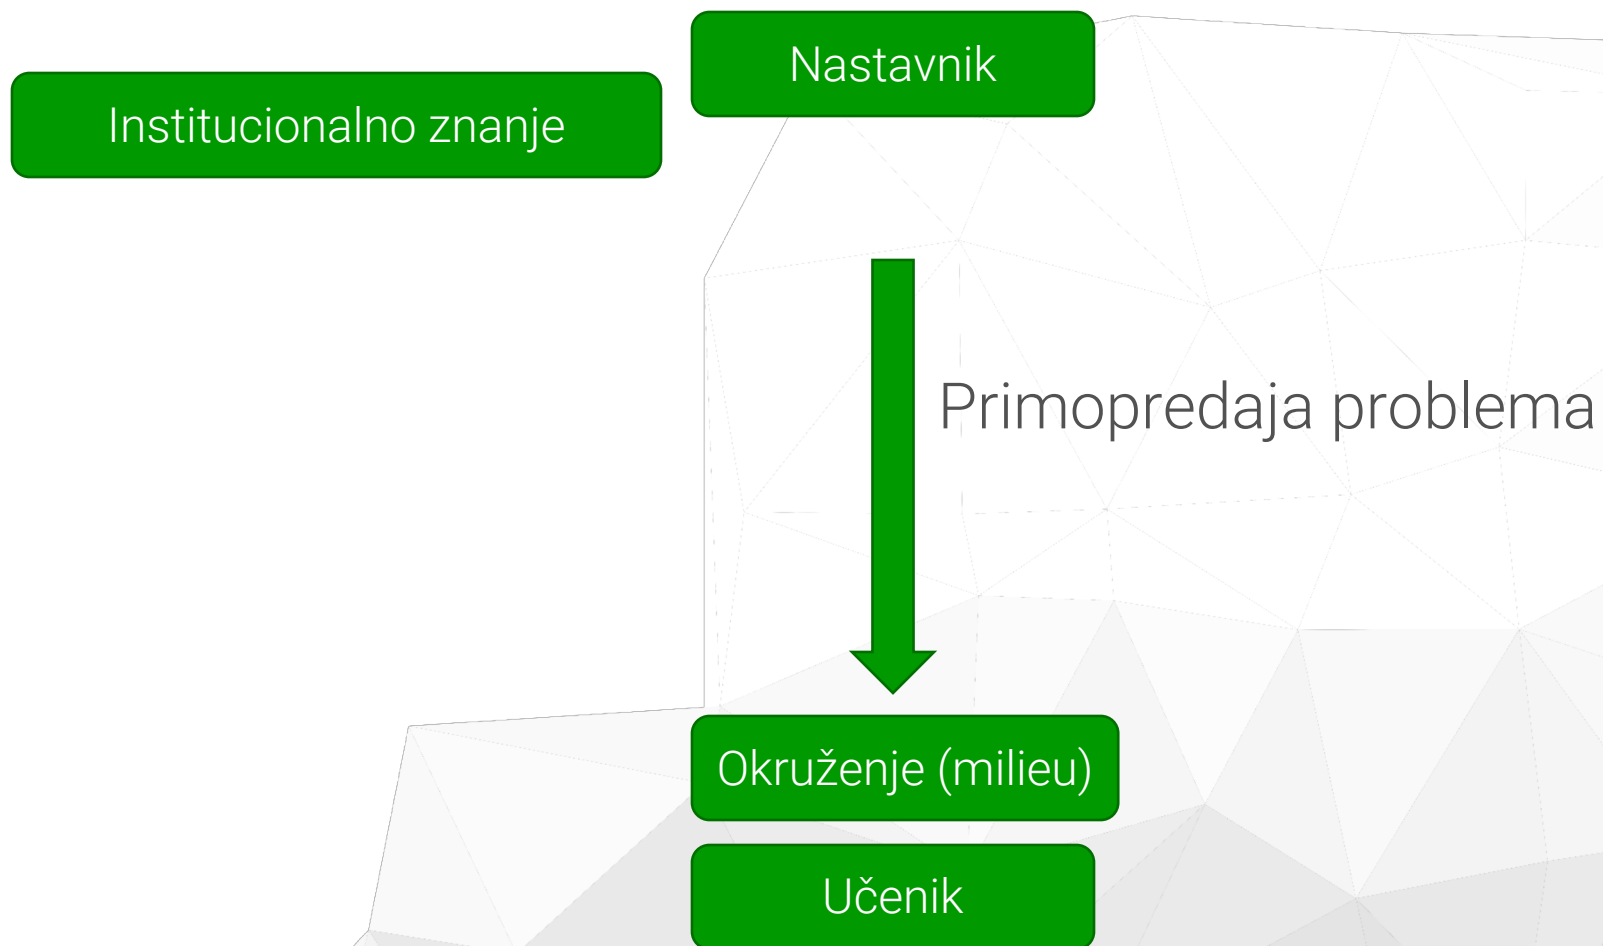 Nastavnik
Institucionalno znanje
Primopredaja problema
Okruženje (milieu)
Učenik